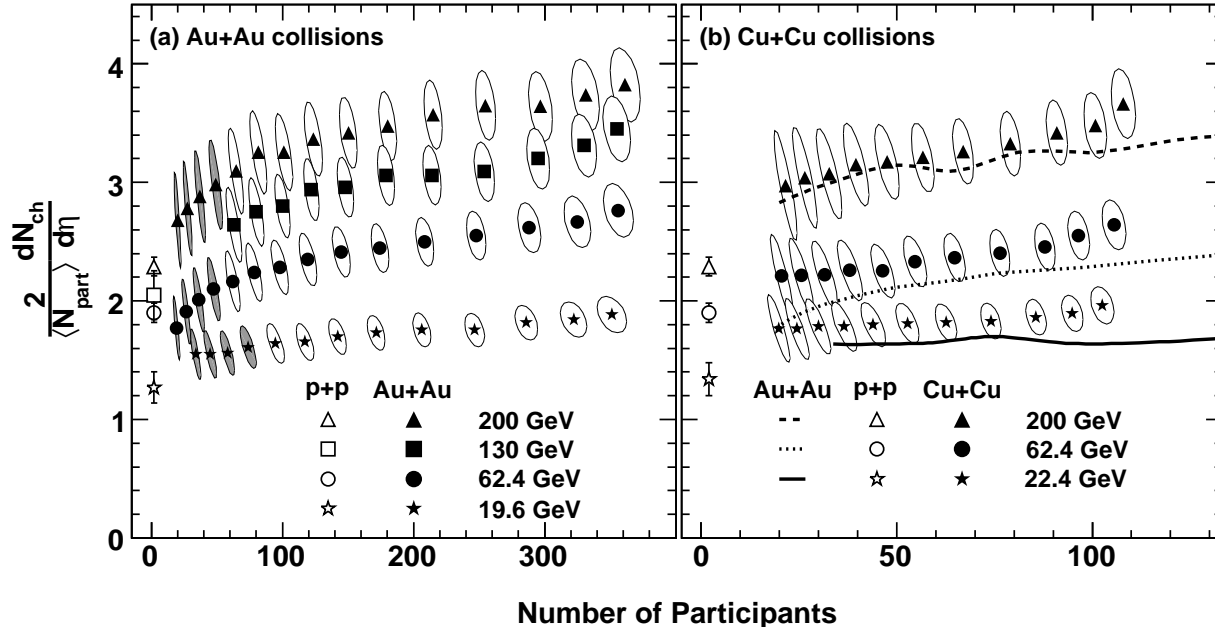 (a) Au+Au collisions
(b) Cu+Cu collisions
2 dN_ch
⟨N_part⟩ dη
4
3
2
1
0
p+p Au+Au
200 GeV
130 GeV
62.4 GeV
19.6 GeV
Au+Au p+p Cu+Cu
200 GeV
62.4 GeV
22.4 GeV
0 100 200 300
0 50 100
Number of Participants